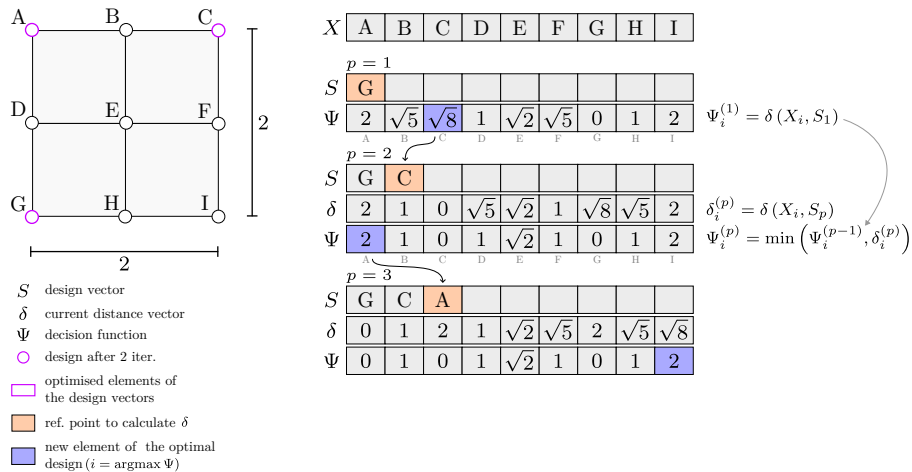 A B C
D E F
G H I
2
2
S design vector
δ current distance vector
Ψ decision function
design after 2 iter.
optimised elements of
the design vectors
ref. point to calculate δ
new element of the optimal
design (i = argmax Ψ)
X A B C D E F G H I
p = 1
S G
Ψ 2 √5 √8 1 √2 √5 0 1 2
A B C D E F G H I
Ψ_i^(1) = δ (X_i, S_1)
p = 2
S G C
δ 2 1 0 √5 √2 1 √8 √5 2
δ_i^(p) = δ (X_i, S_p)
Ψ 2 1 0 1 √2 1 0 1 2
Ψ_i^(p) = min (Ψ_i^(p−1), δ_i^(p))
A B C D E F G H I
p = 3
S G C A
δ 0 1 2 1 √2 √5 2 √5 √8
Ψ 0 1 0 1 √2 1 0 1 2